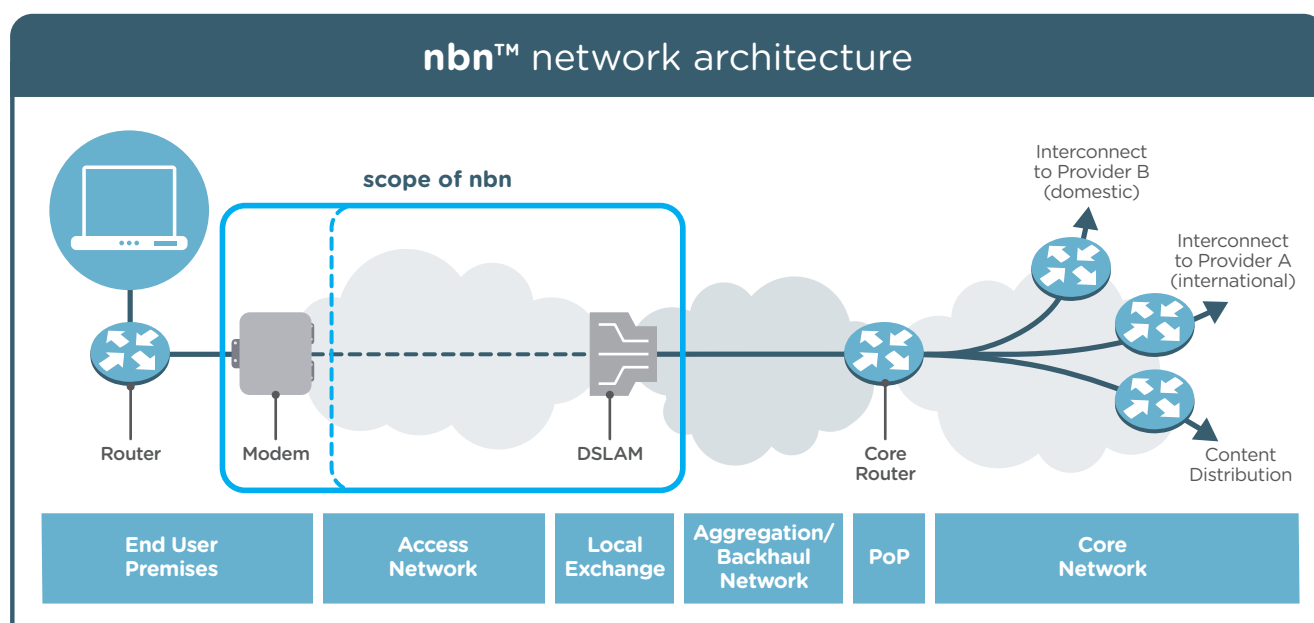 nbn™ network architecture
scope of nbn
Interconnect
to Provider B
(domestic)
Interconnect
to Provider A
(international)
Router
Modem
DSLAM
Core
Router
Content
Distribution
End User
Premises
Access
Network
Local
Exchange
Aggregation/
Backhaul
Network
PoP
Core
Network